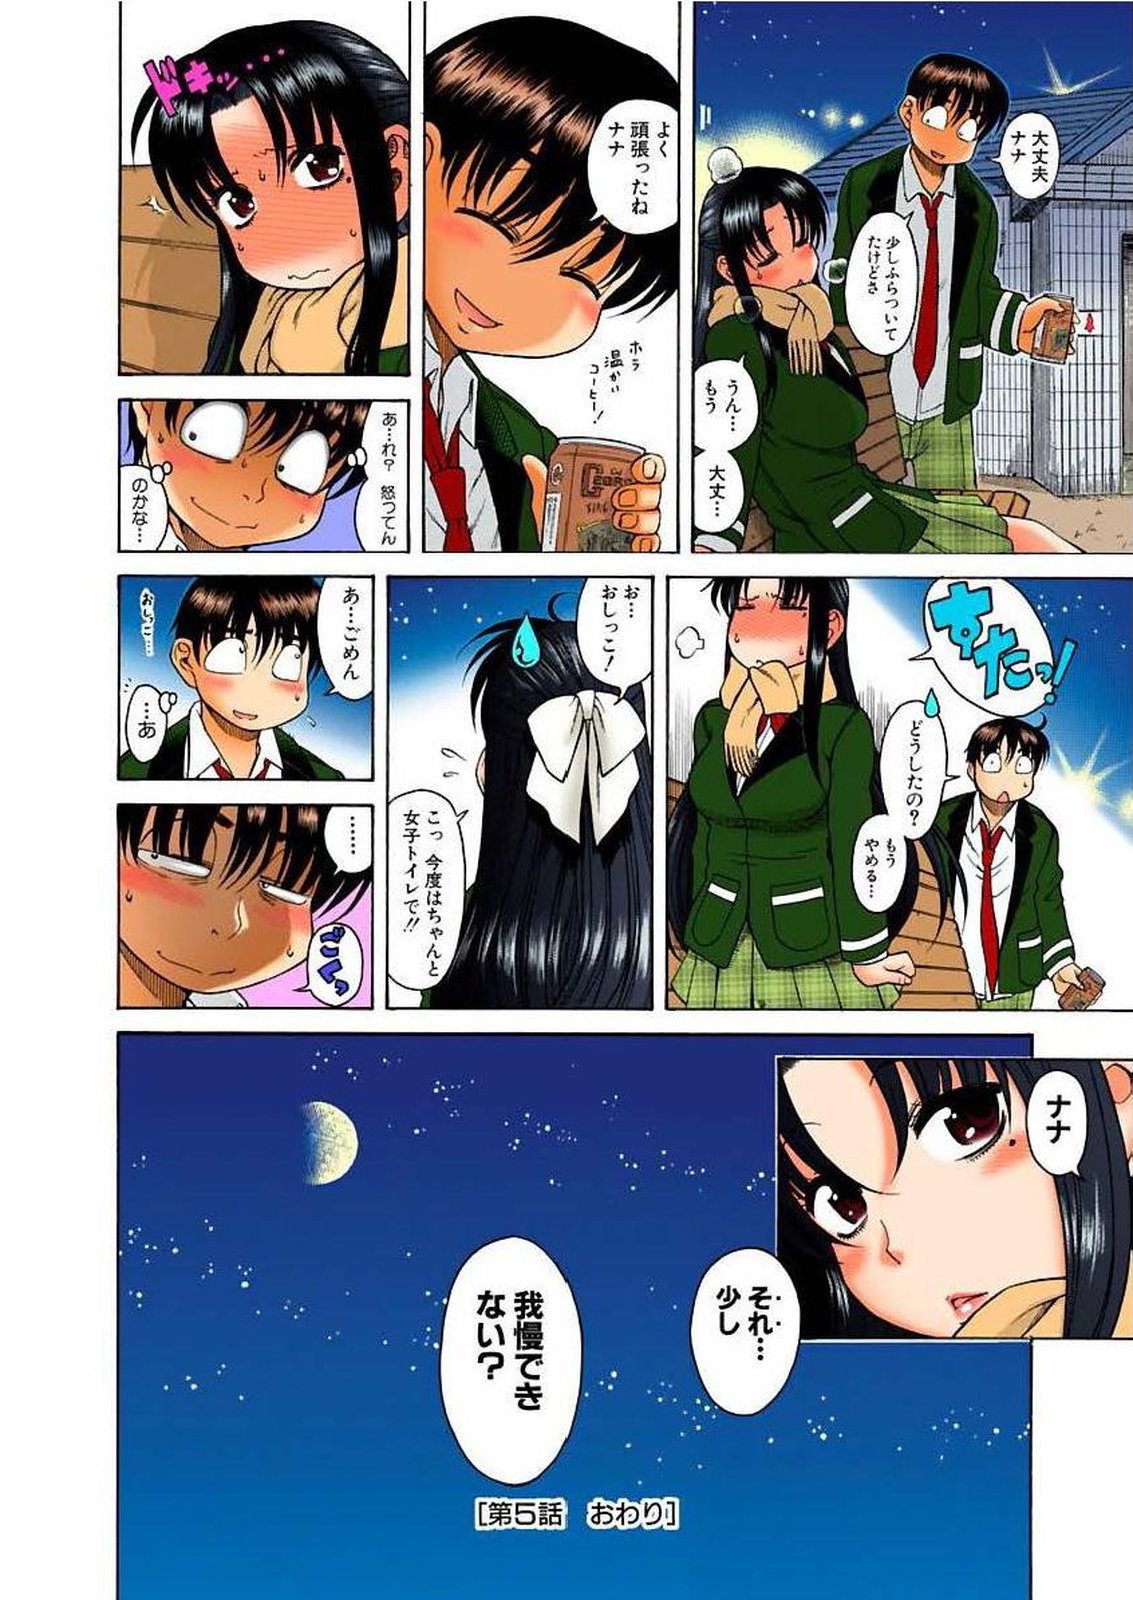 大丈夫
ナナ
少しふらついて
たけどさ
うん…
もう
大丈…
よく
頑張ったね
ナナ
ホラ
温かい
コーヒー!
ドキッ…
あ…れ? 怒ってん
のかな…
すたっ!
どうしたの?
もう
やめる…
お…
おしっこ!
こっ 今度はちゃんと
女子トイレで!!
あ…ごめん
おしっこ…
…あ
……
ごくっ
ナナ
それ…
少し
我慢でき
ない?
[第5話 おわり]